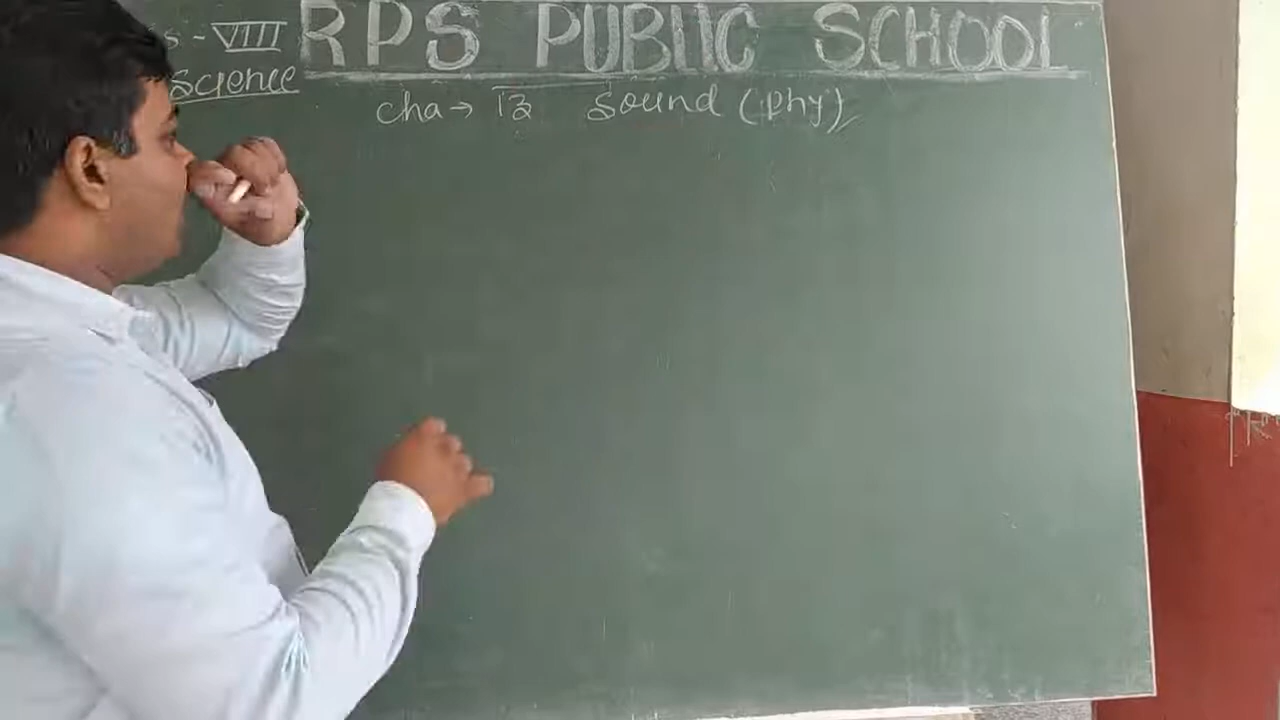 s - VIII RPS PUBLIC SCHOOL
Science
cha → 13 Sound (Phy)